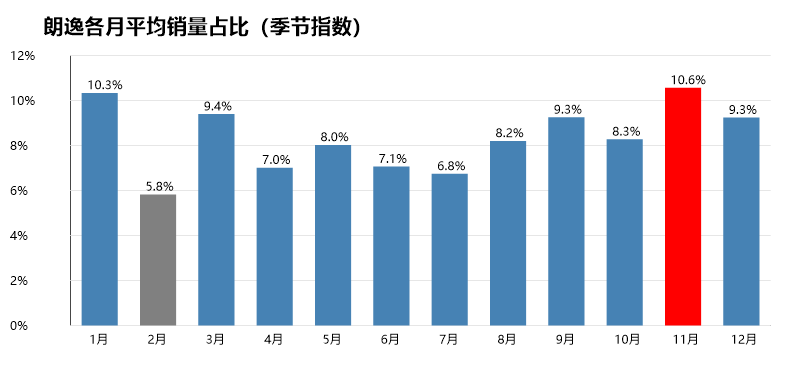 朗逸各月平均销量占比（季节指数）
12%
10%
8%
6%
4%
2%
0%
10.3%
5.8%
9.4%
7.0%
8.0%
7.1%
6.8%
8.2%
9.3%
8.3%
10.6%
9.3%
1月
2月
3月
4月
5月
6月
7月
8月
9月
10月
11月
12月